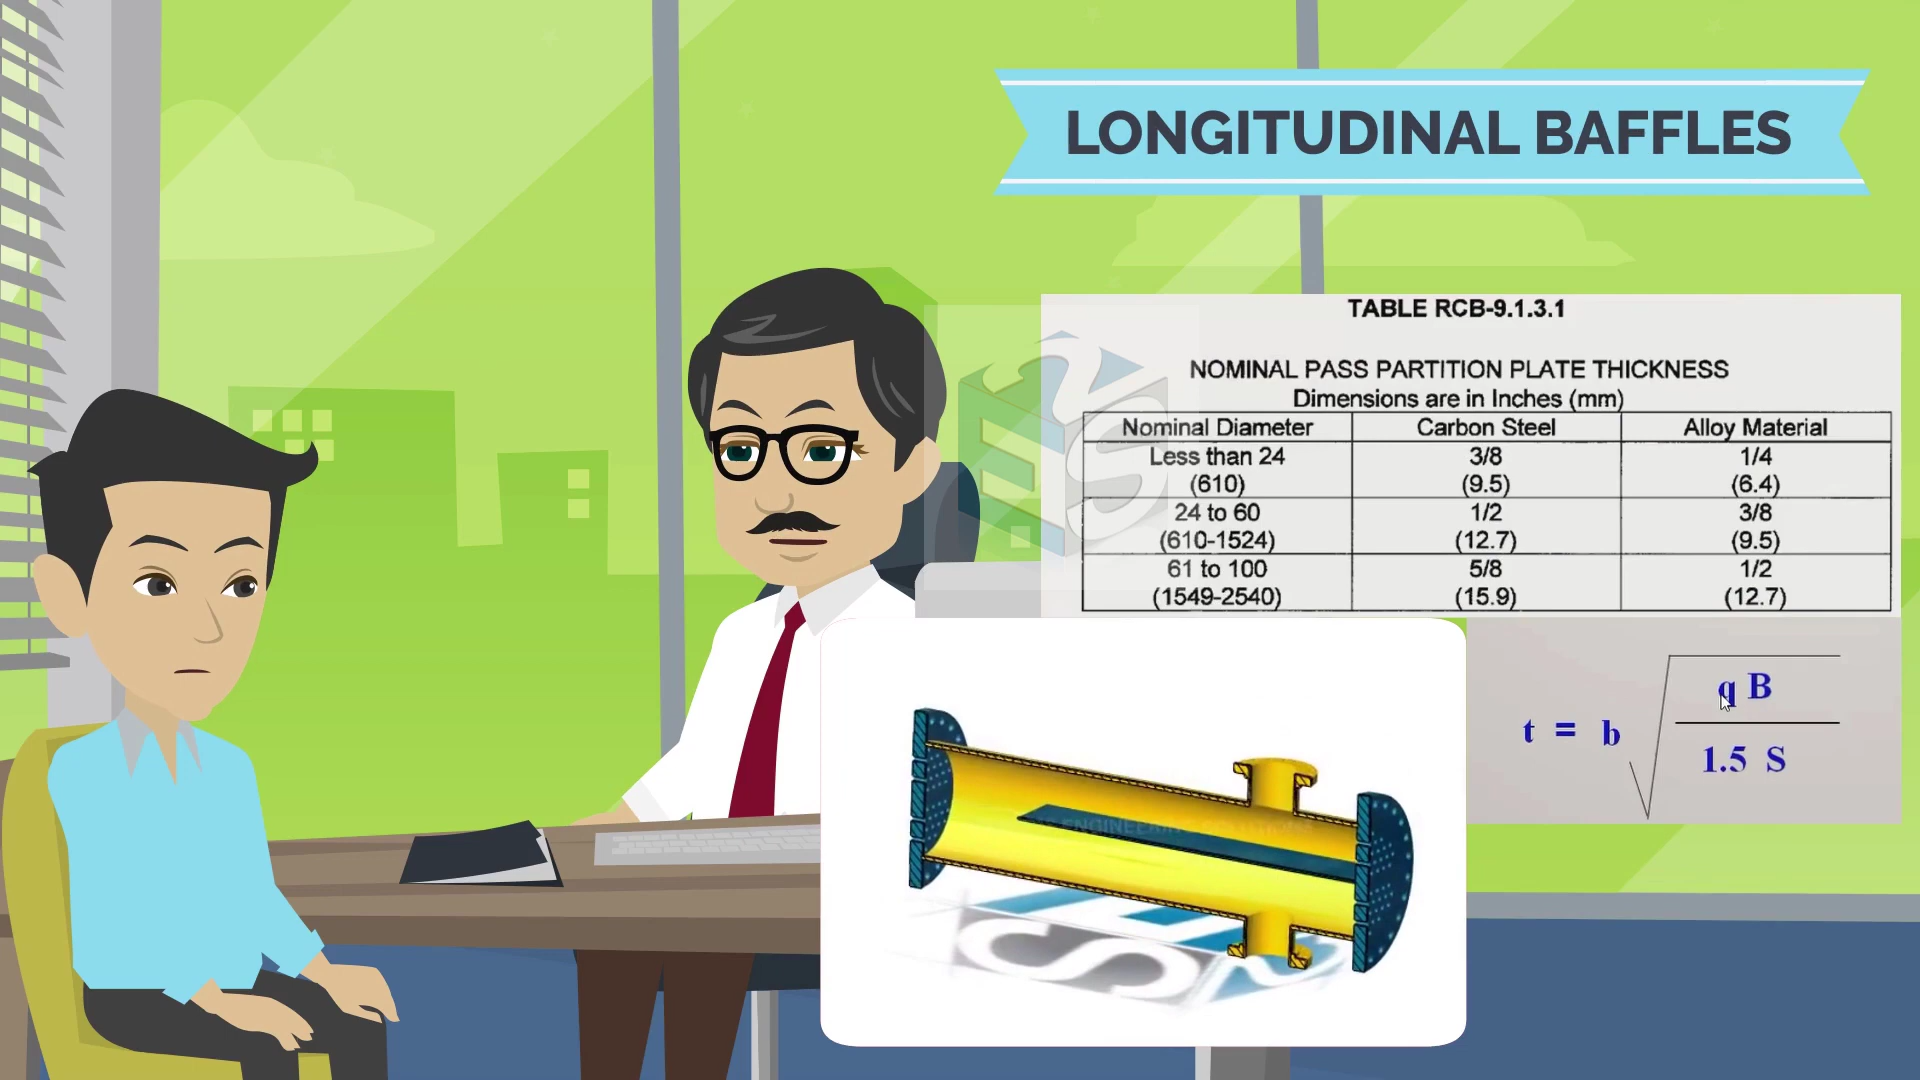 LONGITUDINAL BAFFLES
TABLE RCB-9.1.3.1
NOMINAL PASS PARTITION PLATE THICKNESS
Dimensions are in Inches (mm)
Nominal Diameter Carbon Steel Alloy Material
Less than 24 3/8 1/4
(610) (9.5) (6.4)
24 to 60 1/2 3/8
(610-1524) (12.7) (9.5)
61 to 100 5/8 1/2
(1549-2540) (15.9) (12.7)
q B
t = b √
1.5 S